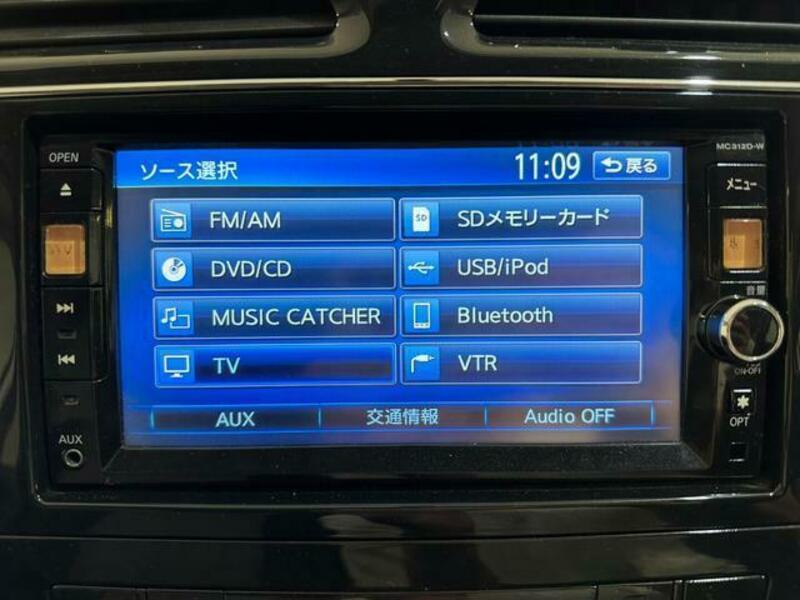 OPEN
MC312D-W
ソース選択
11:09
戻る
メニュー
FM/AM
SDメモリーカード
SD
DVD/CD
USB/iPod
音量
MUSIC CATCHER
Bluetooth
TV
VTR
ON·OFF
AUX
交通情報
Audio OFF
OPT
AUX